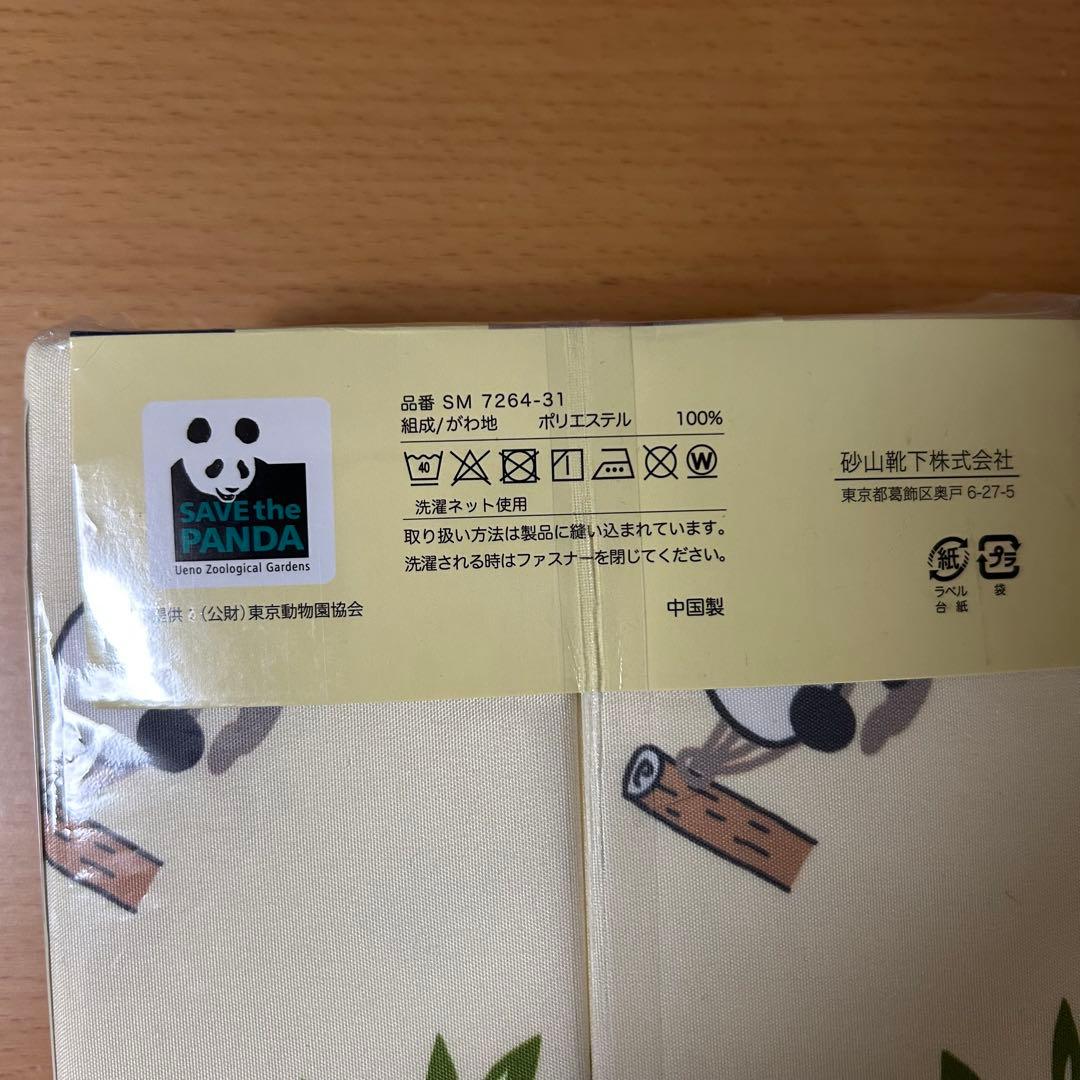 SAVE the
PANDA
Ueno Zoological Gardens
提供：(公財)東京動物園協会
品番 SM 7264-31
組成/がわ地 ポリエステル 100%
40 W
洗濯ネット使用
取り扱い方法は製品に縫い込まれています。
洗濯される時はファスナーを閉じてください。
中国製
砂山靴下株式会社
東京都葛飾区奥戸 6-27-5
紙 プラ
ラベル 袋
台紙